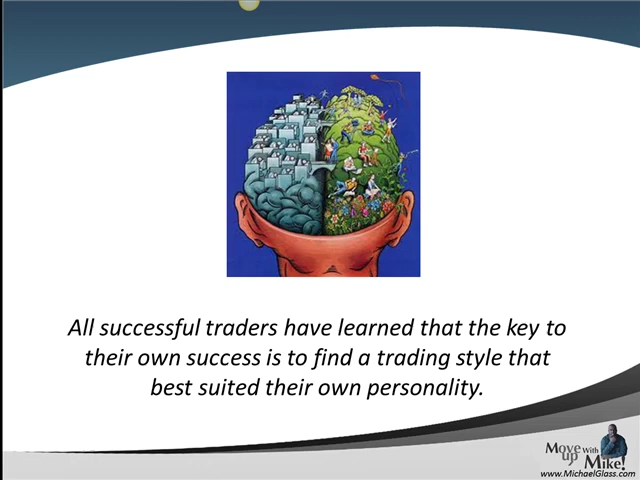 All successful traders have learned that the key to
their own success is to find a trading style that
best suited their own personality.
Move up With Mike!
www.MichaelGlass.com